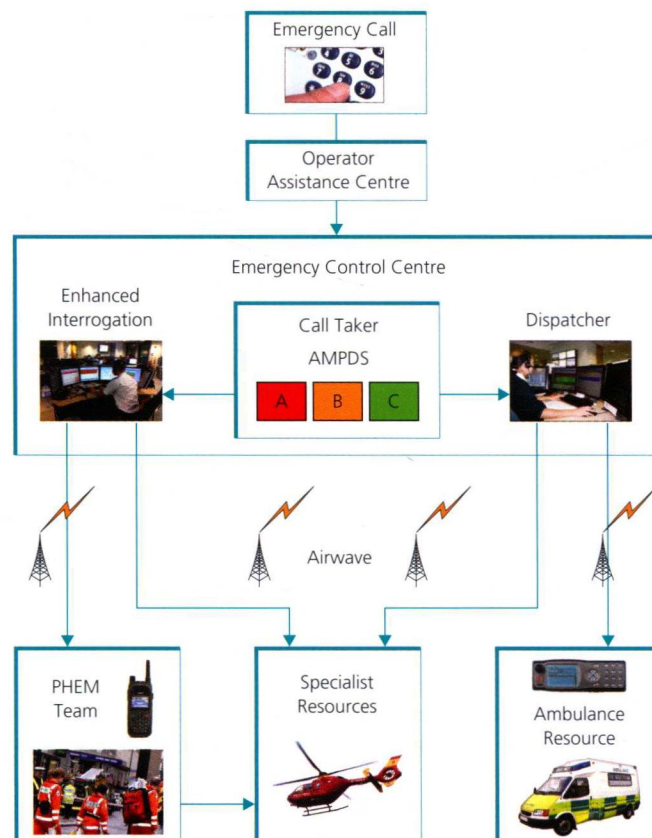 Emergency Call
Operator
Assistance Centre
Emergency Control Centre
Enhanced
Interrogation
Call Taker
AMPDS
A
B
C
Dispatcher
Airwave
PHEM
Team
Specialist
Resources
Ambulance
Resource